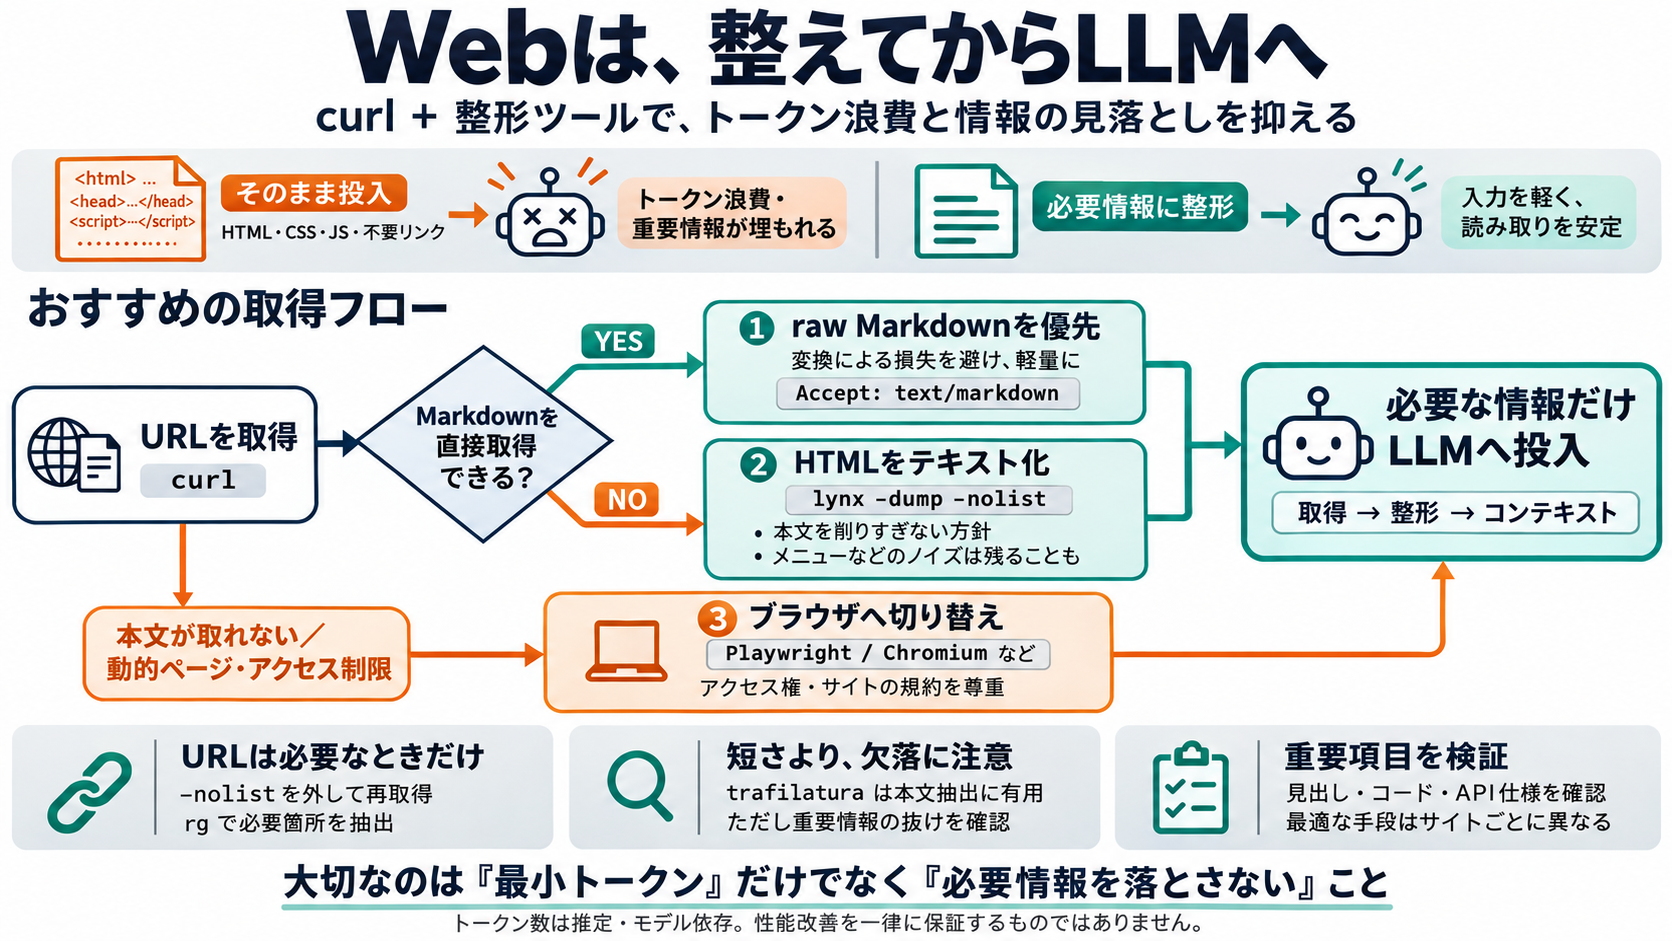 Webは、整えてからLLMへ
curl + 整形ツールで、トークン浪費と情報の見落としを抑える
<html> ...
<head>...</head>
<script>...</script>
そのまま投入
HTML・CSS・JS・不要リンク
トークン浪費・
重要情報が埋もれる
必要情報に整形
入力を軽く、
読み取りを安定
おすすめの取得フロー
URLを取得
curl
Markdownを
直接取得
できる?
YES
NO
1 raw Markdownを優先
変換による損失を避け、軽量に
Accept: text/markdown
2 HTMLをテキスト化
lynx -dump -nolist
• 本文を削りすぎない方針
• メニューなどのノイズは残ることも
必要な情報だけ
LLMへ投入
取得 → 整形 → コンテキスト
本文が取れない/
動的ページ・アクセス制限
3 ブラウザへ切り替え
Playwright / Chromium など
アクセス権・サイトの規約を尊重
URLは必要なときだけ
-nolist を外して再取得
rg で必要箇所を抽出
短さより、欠落に注意
trafilatura は本文抽出に有用
ただし重要情報の抜けを確認
重要項目を検証
見出し・コード・API仕様を確認
最適な手段はサイトごとに異なる
大切なのは『最小トークン』だけでなく『必要情報を落とさない』こと
トークン数は推定・モデル依存。性能改善を一律に保証するものではありません。